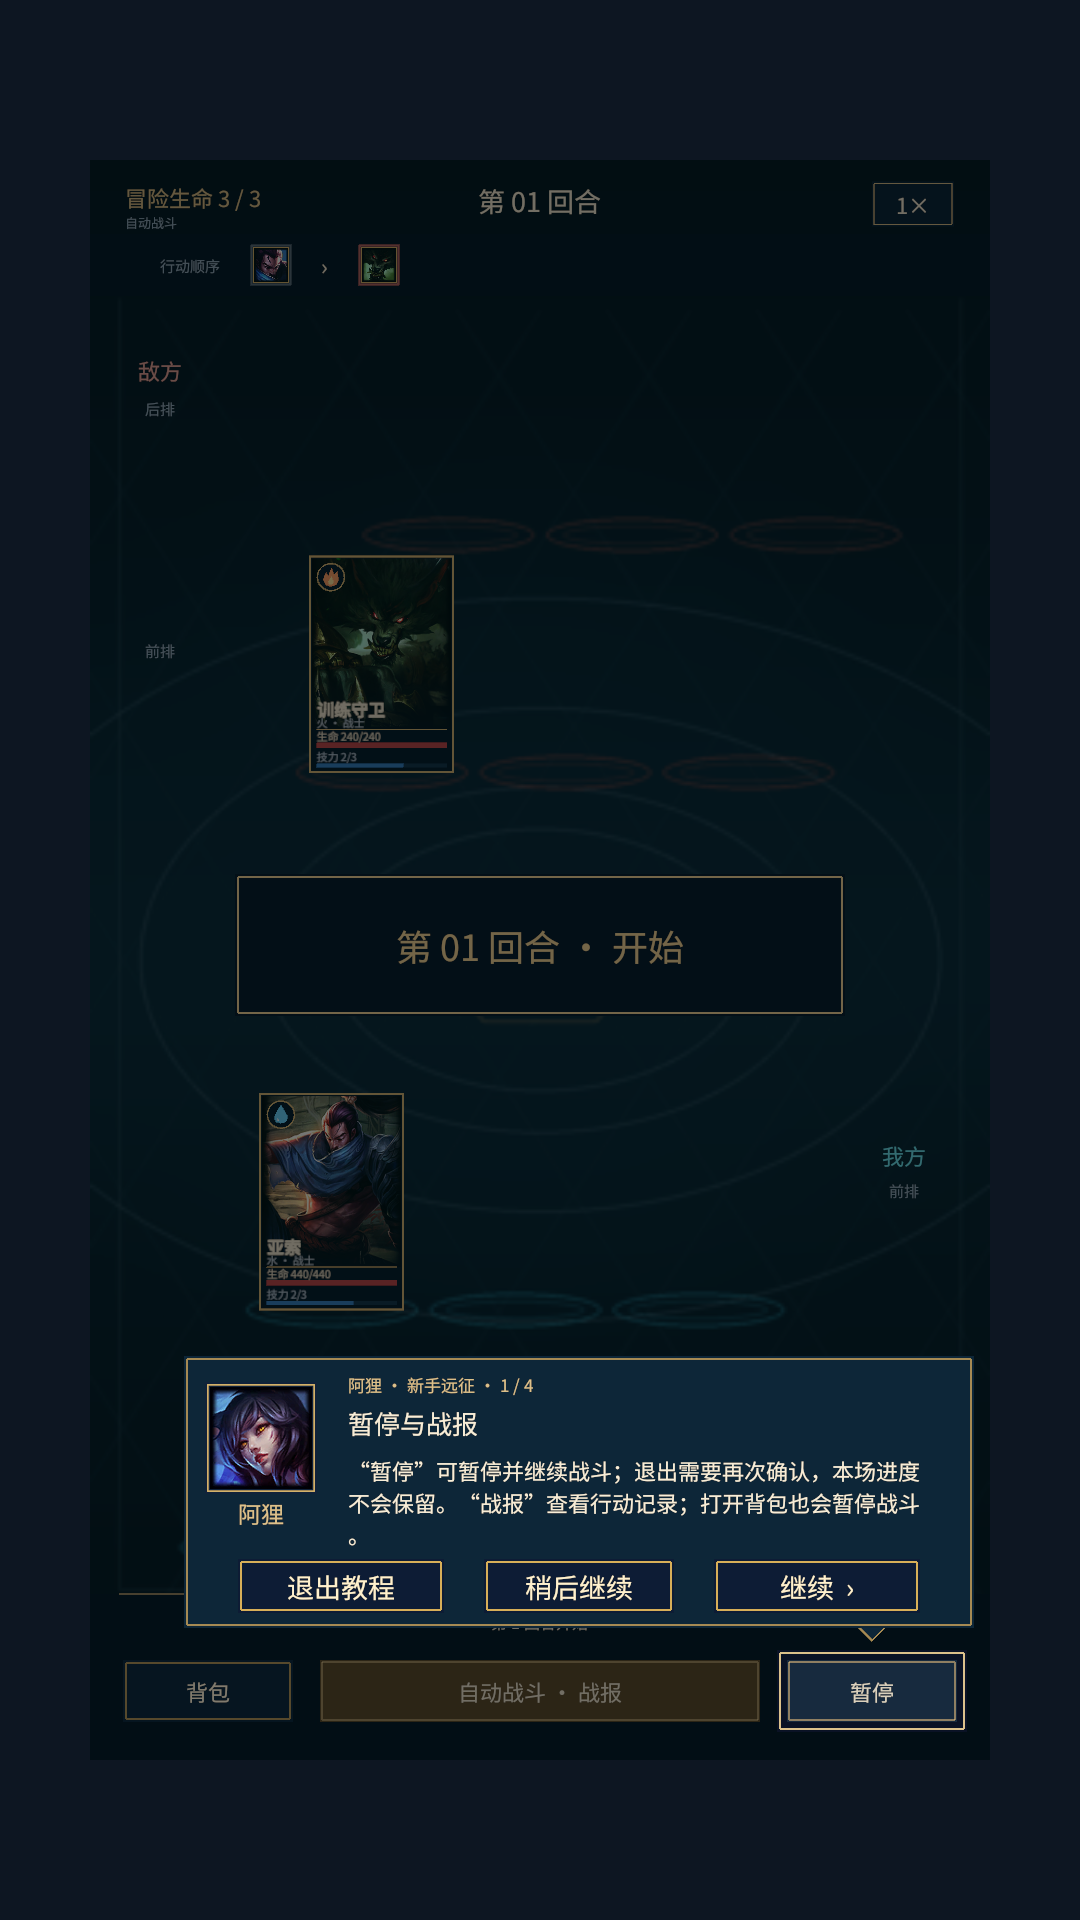 冒险生命 3 / 3
自动战斗
第 01 回合
1×
行动顺序
›
敌方
后排
前排
训练守卫
火 · 战士
生命 240/240
技力 2/3
第 01 回合 · 开始
我方
前排
亚索
水 · 战士
生命 440/440
技力 2/3
阿狸 · 新手远征 · 1 / 4
暂停与战报
“暂停”可暂停并继续战斗；退出需要再次确认，本场进度
不会保留。“战报”查看行动记录；打开背包也会暂停战斗
。
阿狸
退出教程
稍后继续
继续 ›
背包
自动战斗 · 战报
暂停